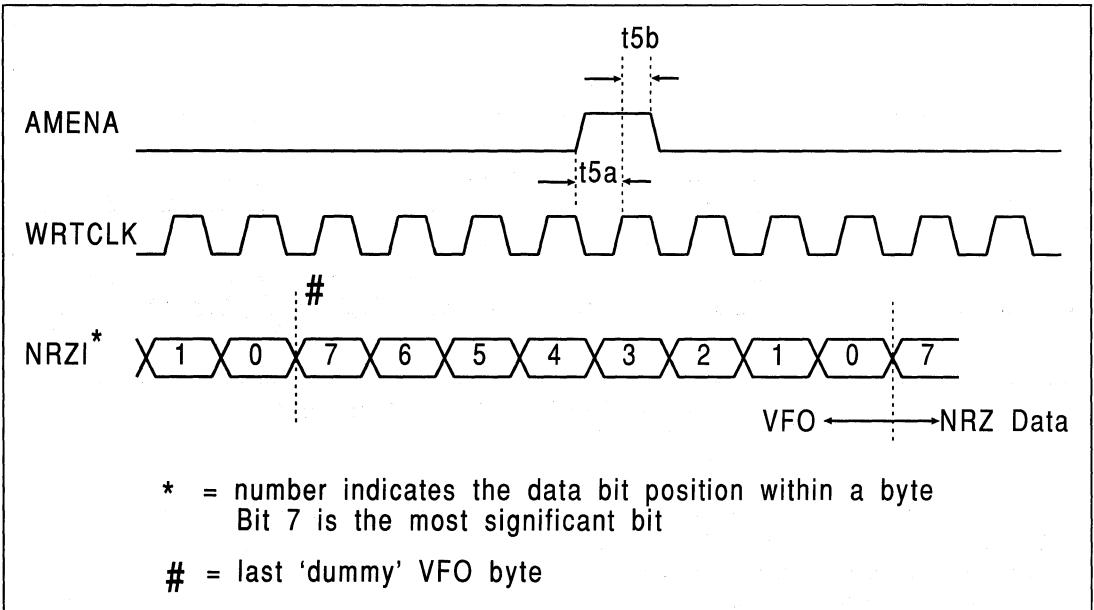 t5b
AMENA
t5a
WRTCLK
#
NRZI*
1 0 7 6 5 4 3 2 1 0 7
VFO NRZ Data
* = number indicates the data bit position within a byte
Bit 7 is the most significant bit
# = last ‘dummy’ VFO byte